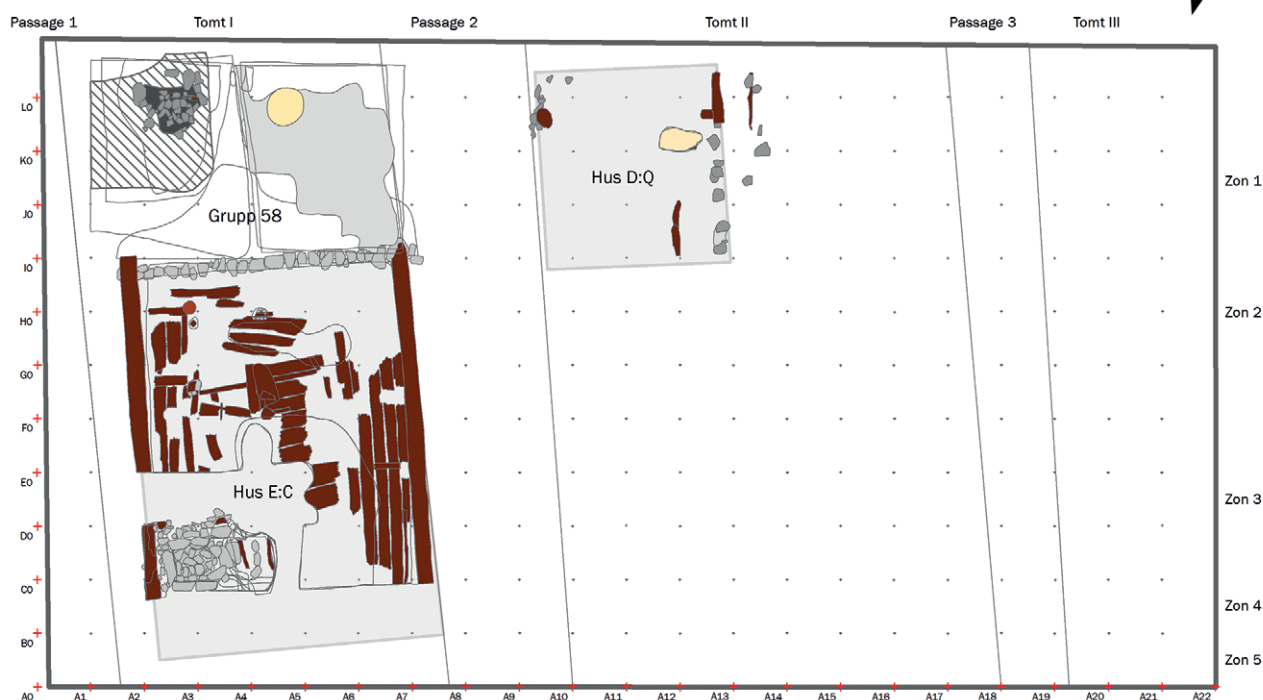 Passage 1 Tomt I Passage 2 Tomt II Passage 3 Tomt III
L0
K0
Hus D:Q Zon 1
J0
Grupp 58
I0
H0 Zon 2
G0
F0
E0
Hus E:C Zon 3
D0
C0
Zon 4
B0
Zon 5
A0 A1 A2 A3 A4 A5 A6 A7 A8 A9 A10 A11 A12 A13 A14 A15 A16 A17 A18 A19 A20 A21 A22